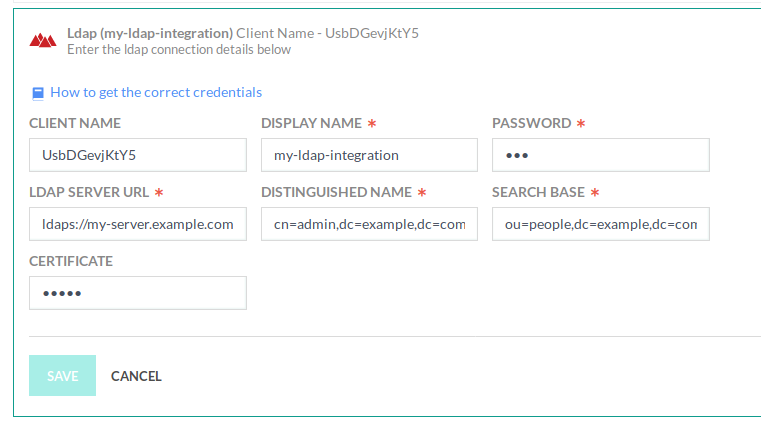 Ldap (my-ldap-integration) Client Name - UsbDGevjKtY5
Enter the ldap connection details below
How to get the correct credentials
CLIENT NAME DISPLAY NAME * PASSWORD *
UsbDGevjKtY5 my-ldap-integration •••
LDAP SERVER URL * DISTINGUISHED NAME * SEARCH BASE *
ldaps://my-server.example.com cn=admin,dc=example,dc=com ou=people,dc=example,dc=com
CERTIFICATE
•••••
SAVE CANCEL